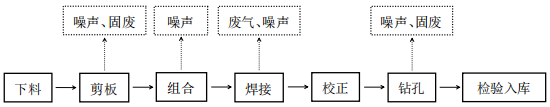 噪声、固废 噪声 废气、噪声 噪声、固废
下料 剪板 组合 焊接 校正 钻孔 检验入库